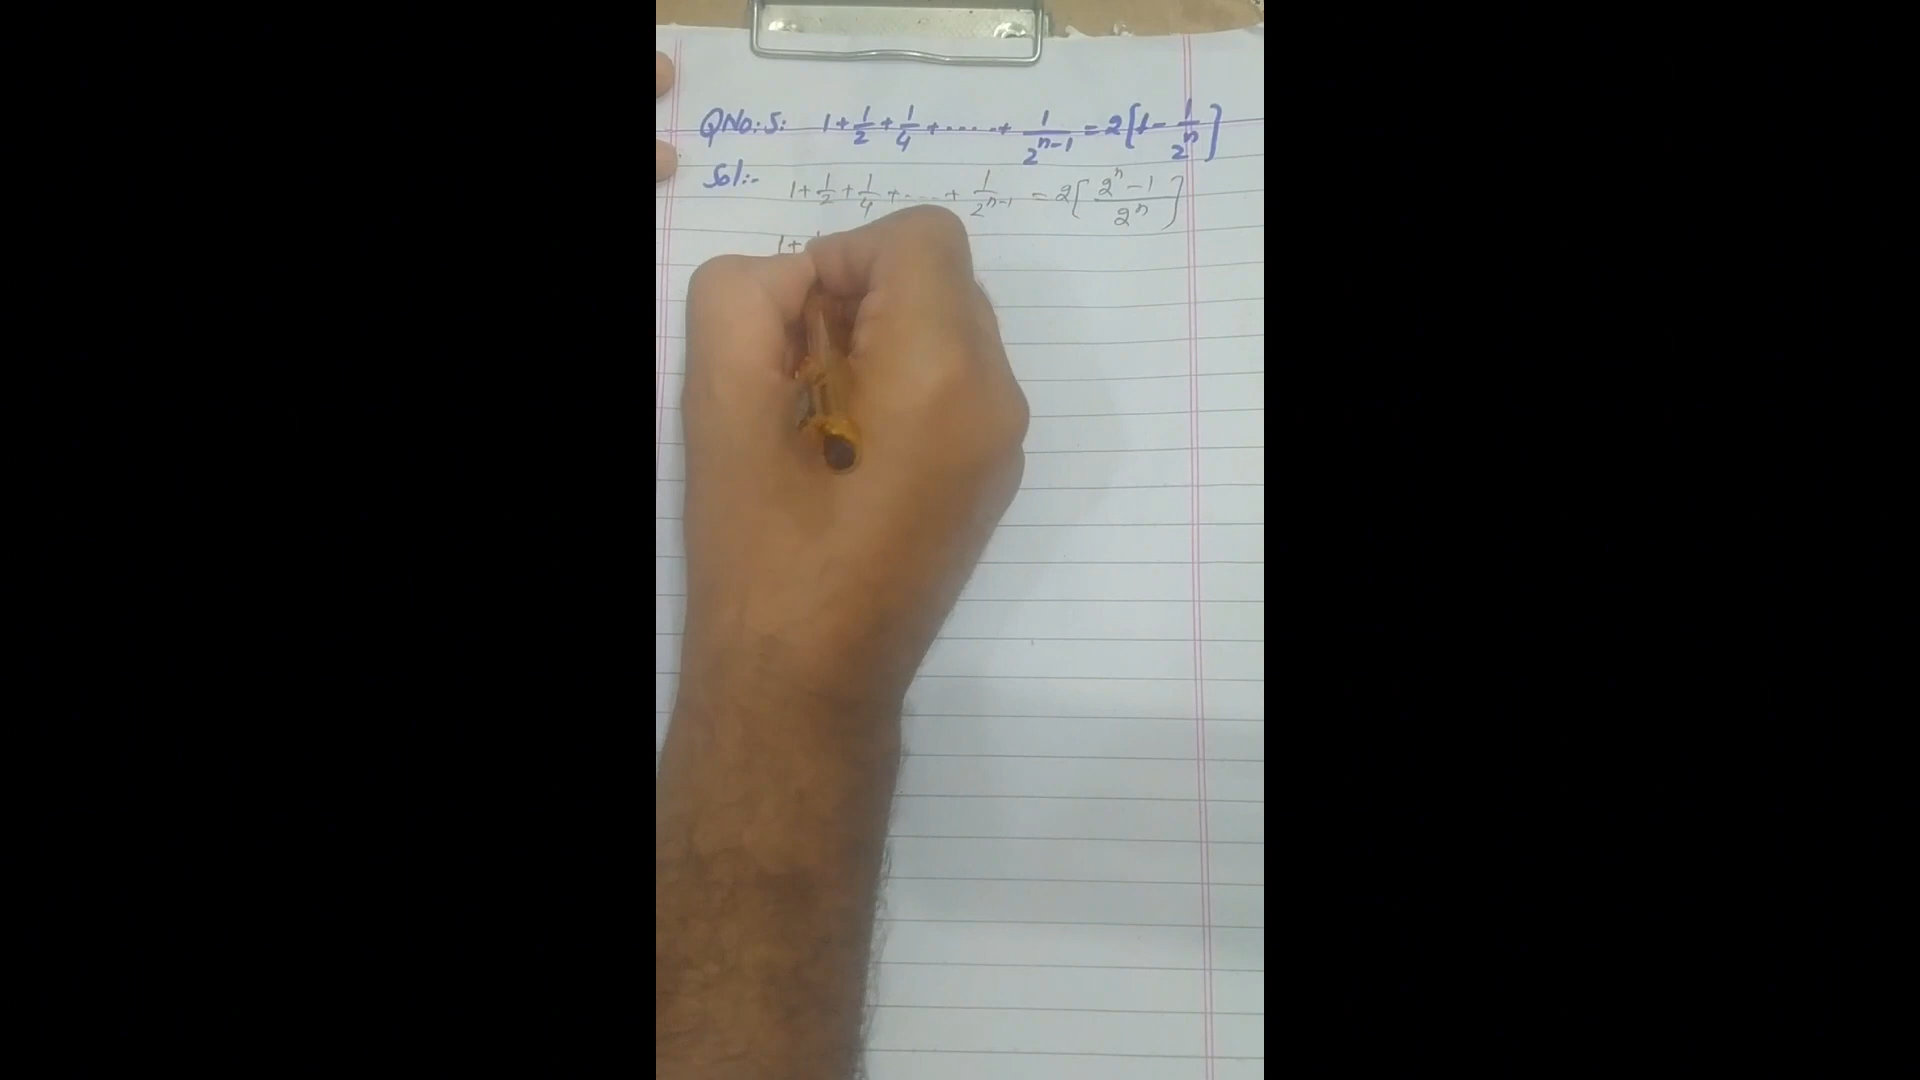 QNo:5: 1+1/2+1/4+.....+1/2^(n-1)=2[1-1/2^n]
Sol:- 1+1/2+1/4+...+1/2^(n-1)=2[(2^n-1)/2^n]
1+